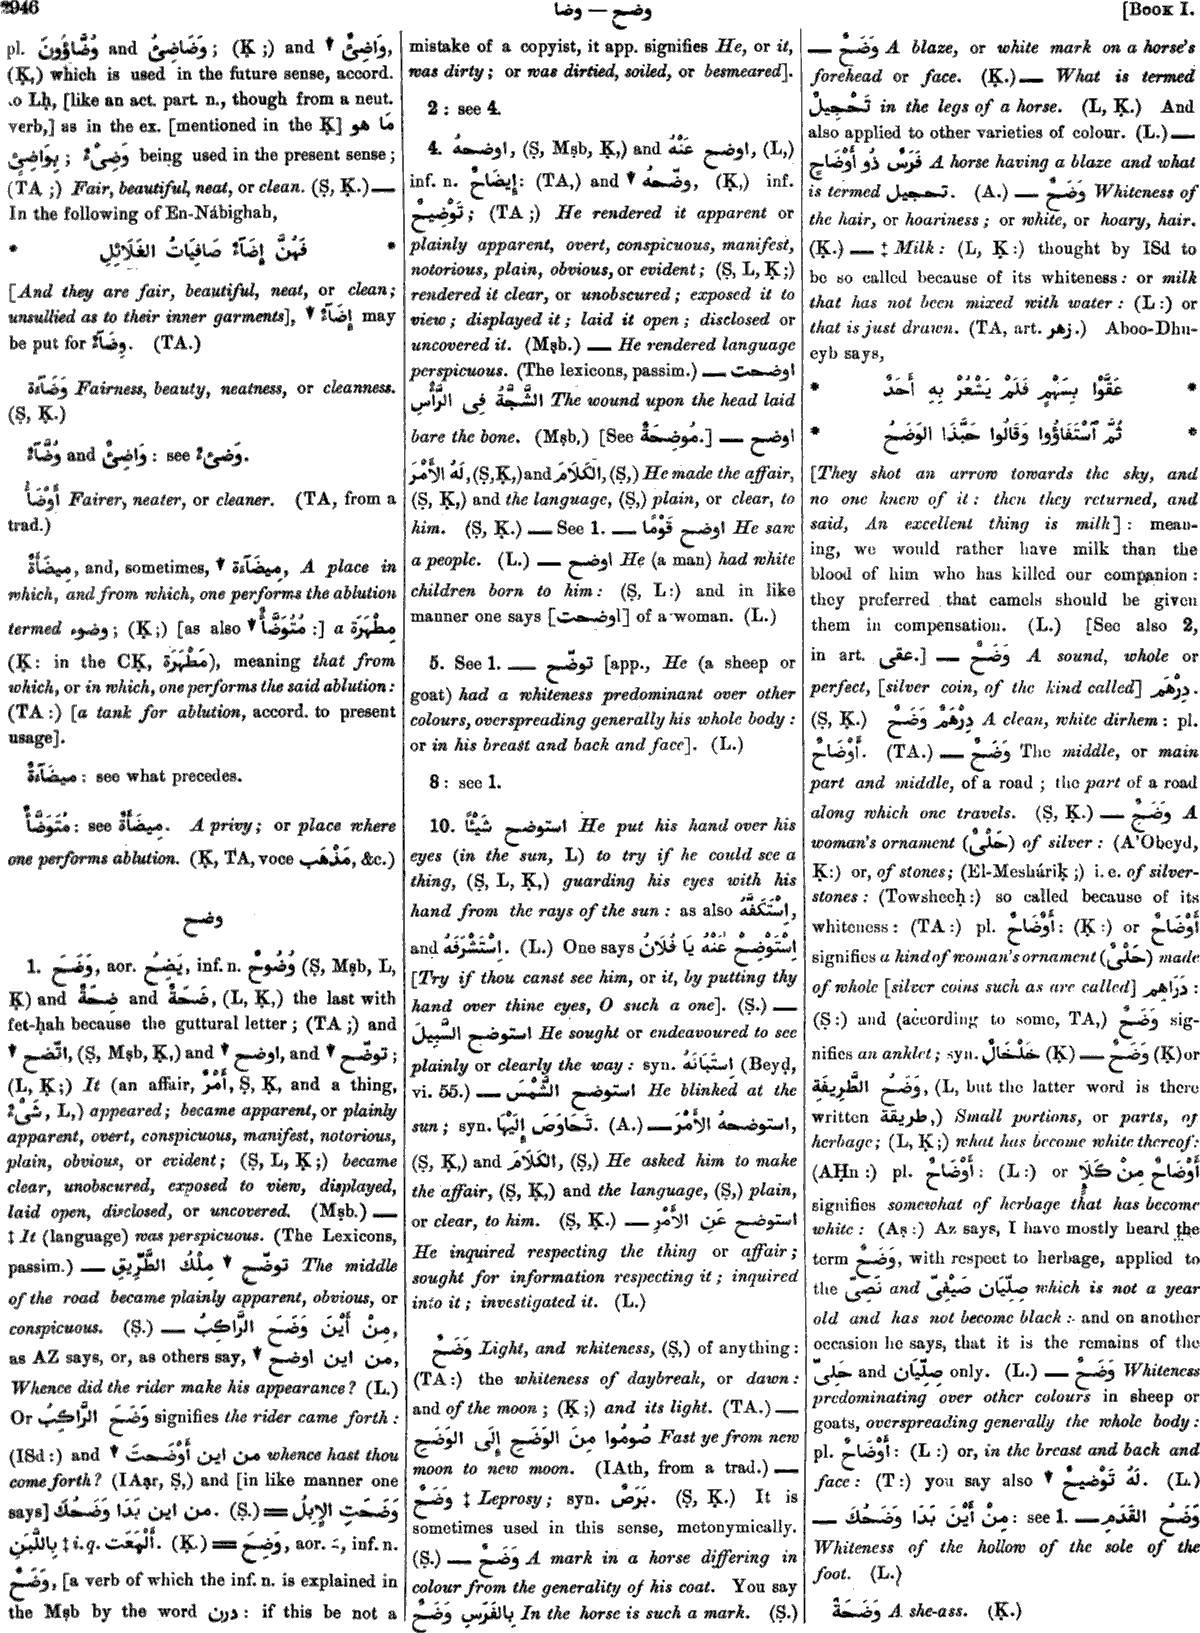 2946
وضح — وضا
[BOOK I.
pl. وُضَّاؤُونَ and وَضَاضِئُ; (Ḳ;) and ▼ وَاضِئٌ,
(Ḳ,) which is used in the future sense, accord.
to Lḥ, [like an act. part. n., though from a neut.
verb,] as in the ex. [mentioned in the Ḳ] مَا هو
بِوَاضِئٍ; وَضِىْءٌ being used in the present sense;
(TA;) Fair, beautiful, neat, or clean. (Ṣ, Ḳ.)—
In the following of En-Nábighah,
* فَهُنَّ إِضَآءٌ صَافِيَاتُ الغَلَائِلِ *
[And they are fair, beautiful, neat, or clean;
unsullied as to their inner garments], ▼ إِضَآءٌ may
be put for وِضَآءٌ. (TA.)
وَضَآءَة Fairness, beauty, neatness, or cleanness.
(Ṣ, Ḳ.)
وُضَّآءٌ and وَاضِئٌ: see وَضِىْءٌ.
أَوْضَأُ Fairer, neater, or cleaner. (TA, from a
trad.)
مِيضَأَةٌ, and, sometimes, ▼ مِيضَآءَة, A place in
which, and from which, one performs the ablution
termed وضوء; (Ḳ;) [as also ▼ مُتَوَضَّأٌ:] a مِطْهَرَة
(Ḳ: in the CḲ, مَطْهَرَة), meaning that from
which, or in which, one performs the said ablution:
(TA:) [a tank for ablution, accord. to present
usage].
مِيضَآءَةٌ: see what precedes.
مُتَوَضَّأٌ: see مِيضَأَةٌ. A privy; or place where
one performs ablution. (Ḳ, TA, voce مَذْهَب, &c.)
وضح
1. وَضَحَ, aor. يَضِحُ, inf. n. وُضُوحٌ (Ṣ, Mṣb, L,
Ḳ) and ضِحَةٌ and ضَحَةٌ, (L, Ḳ,) the last with
fet-ḥah because the guttural letter; (TA;) and
▼ اتّضح, (Ṣ, Mṣb, Ḳ,) and ▼ اوضح, and ▼ توضّح;
(L, Ḳ;) It (an affair, أَمْرٌ, Ṣ, Ḳ, and a thing,
شَىْءٌ, L,) appeared; became apparent, or plainly
apparent, overt, conspicuous, manifest, notorious,
plain, obvious, or evident; (Ṣ, L, Ḳ;) became
clear, unobscured, exposed to view, displayed,
laid open, disclosed, or uncovered. (Mṣb.) —
‡ It (language) was perspicuous. (The Lexicons,
passim.) — توضّح ▼ مِلْكُ الطَّرِيقِ The middle
of the road became plainly apparent, obvious, or
conspicuous. (Ṣ.) — مِنْ أَيْنَ وَضَحَ الرَّاكِبُ,
as AZ says, or, as others say, ▼ من اين اوضح,
Whence did the rider make his appearance? (L.)
Or وَضَحَ الرَّاكِبُ signifies the rider came forth:
(ISd:) and ▼ من اين أَوْضَحتَ whence hast thou
come forth? (IAạr, Ṣ,) and [in like manner one
says] من اين بَدَا وَضَحُكَ. (Ṣ.)= وَضَحَتِ الإِبِلُ
بِاللَّبَنِ ‡ i. q. أَلْهَعَت. (Ḳ.)= وَضِحَ, aor. ـَ, inf. n.
وَضَحٌ, [a verb of which the inf. n. is explained in
the Mṣb by the word درن: if this be not a
mistake of a copyist, it app. signifies He, or it,
was dirty; or was dirtied, soiled, or besmeared].
2: see 4.
4. اوضحهُ, (Ṣ, Mṣb, Ḳ,) and اوضح عَنْهُ, (L,)
inf. n. إِيضَاحٌ: (TA,) and ▼ وضّحهُ, (Ḳ,) inf.
تَوْضِيحٌ; (TA;) He rendered it apparent or
plainly apparent, overt, conspicuous, manifest,
notorious, plain, obvious, or evident; (Ṣ, L, Ḳ;)
rendered it clear, or unobscured; exposed it to
view; displayed it; laid it open; disclosed or
uncovered it. (Mṣb.) — He rendered language
perspicuous. (The lexicons, passim.) — اوضحت
الشَّجَّةُ فِى الرَّأْسِ The wound upon the head laid
bare the bone. (Mṣb,) [See مُوضِحَةٌ.] — اوضح
لَهُ الأَمْرَ, (Ṣ, Ḳ,) and الكَلَامَ, (Ṣ,) He made the affair,
(Ṣ, Ḳ,) and the language, (Ṣ,) plain, or clear, to
him. (Ṣ, Ḳ.) — See 1. — اوضح قَوْمًا He saw
a people. (L.) — اوضح He (a man) had white
children born to him: (Ṣ, L:) and in like
manner one says [اوضحت] of a woman. (L.)
5. See 1. — توضّح [app., He (a sheep or
goat) had a whiteness predominant over other
colours, overspreading generally his whole body:
or in his breast and back and face]. (L.)
8: see 1.
10. استوضح شَيْئًا He put his hand over his
eyes (in the sun, L) to try if he could see a
thing, (Ṣ, L, Ḳ,) guarding his eyes with his
hand from the rays of the sun: as also اِسْتَكَفَّهُ,
and اِسْتَشْرَفَهُ. (L.) One says اِسْتَوْضِحْ عَنْهُ يَا فُلَانُ
[Try if thou canst see him, or it, by putting thy
hand over thine eyes, O such a one]. (Ṣ.) —
استوضح السَّبِيلَ He sought or endeavoured to see
plainly or clearly the way: syn. اِستَبَانَهُ (Beyḍ,
vi. 55.) — استوضح الشَّمْسَ He blinked at the
sun; syn. تَخَاوَصَ إِلَيْهَا. (A.) — استوضحهُ الأَمْرَ,
(Ṣ, Ḳ,) and الكَلَامَ, (Ṣ,) He asked him to make
the affair, (Ṣ, Ḳ,) and the language, (Ṣ,) plain,
or clear, to him. (Ṣ, Ḳ.) — استوضح عَنِ الأَمْرِ
He inquired respecting the thing or affair;
sought for information respecting it; inquired
into it; investigated it. (L.)
وَضَحٌ Light, and whiteness, (Ṣ,) of anything:
(TA:) the whiteness of daybreak, or dawn:
and of the moon; (Ḳ;) and its light. (TA.) —
صُومُوا مِنَ الوَضَحِ إِلَى الوَضَحِ Fast ye from new
moon to new moon. (IAth, from a trad.) —
وَضَحٌ ‡ Leprosy; syn. بَرَصٌ. (Ṣ, Ḳ.) It is
sometimes used in this sense, metonymically.
(Ṣ.) — وَضَحٌ A mark in a horse differing in
colour from the generality of his coat. You say
بِالفَرَسِ وَضَحٌ In the horse is such a mark. (Ṣ.)
— وَضَحٌ A blaze, or white mark on a horse's
forehead or face. (Ḳ.) — What is termed
تَحْجِيلٌ in the legs of a horse. (L, Ḳ.) And
also applied to other varieties of colour. (L.) —
فَرَسٌ ذُو أَوْضَاحٍ A horse having a blaze and what
is termed تحجيل. (A.) — وَضَحٌ Whiteness of
the hair, or hoariness; or white, or hoary, hair.
(Ḳ.) — ‡ Milk: (L, Ḳ:) thought by ISd to
be so called because of its whiteness: or milk
that has not been mixed with water: (L:) or
that is just drawn. (TA, art. زهر.) Aboo-Dhu-
eyb says,
* عَقَّوْا بِسَهْمٍ فَلَمْ يَشْعُرْ بِهِ أَحَدٌ *
* ثُمَّ ٱسْتَفَاؤُوا وَقَالُوا حَبَّذَا الوَضَحُ *
[They shot an arrow towards the sky, and
no one knew of it: then they returned, and
said, An excellent thing is milk]: mean-
ing, we would rather have milk than the
blood of him who has killed our companion:
they preferred that camels should be given
them in compensation. (L.) [See also 2,
in art. عقى.] — وَضَحٌ A sound, whole or
perfect, [silver coin, of the kind called] دِرْهَم.
(Ṣ, Ḳ.) دِرْهَمٌ وَضَحٌ A clean, white dirhem: pl.
أَوْضَاحٌ. (TA.) — وَضَحٌ The middle, or main
part and middle, of a road; the part of a road
along which one travels. (Ṣ, Ḳ.) — وَضَحٌ A
woman's ornament (حَلْىٌ) of silver: (A'Obeyd,
Ḳ:) or, of stones; (El-Meshárik;) i. e. of silver-
stones: (Towsheeḥ:) so called because of its
whiteness: (TA:) pl. أَوْضَاحٌ: (Ḳ:) or أَوْضَاحٌ
signifies a kind of woman's ornament (حَلْىٌ) made
of whole [silver coins such as are called] دَرَاهِم:
(Ṣ:) and (according to some, TA,) وَضَحٌ sig-
nifies an anklet; syn. خَلْخَالٌ (Ḳ) — وَضَحٌ (Ḳ) or
وَضَحُ الطَّرِيفَةِ, (L, but the latter word is there
written طريقة,) Small portions, or parts, of
herbage; (L, Ḳ;) what has become white thereof:
(AḤn:) pl. أَوْضَاحٌ: (L:) or أَوْضَاحٌ مِنْ كَلَإٍ
signifies somewhat of herbage that has become
white: (Aṣ:) Az says, I have mostly heard the
term وَضَحٌ, with respect to herbage, applied to
the نَصِىّ and صِلِّيَان صَيْفِىّ which is not a year
old and has not become black: and on another
occasion he says, that it is the remains of the
حَلِىّ and صِلِّيَان only. (L.) — وَضَحٌ Whiteness
predominating over other colours in sheep or
goats, overspreading generally the whole body:
pl. أَوْضَاحٌ: (L:) or, in the breast and back and
face: (T:) you say also ▼ لَهُ تَوْضِيحٌ. (L.)
— مِنْ أَيْنَ بَدَا وَضَحُكَ: see 1. — وَضَحُ القَدَمِ
Whiteness of the hollow of the sole of the
foot. (L.)
وَضَحَةٌ A she-ass. (Ḳ.)